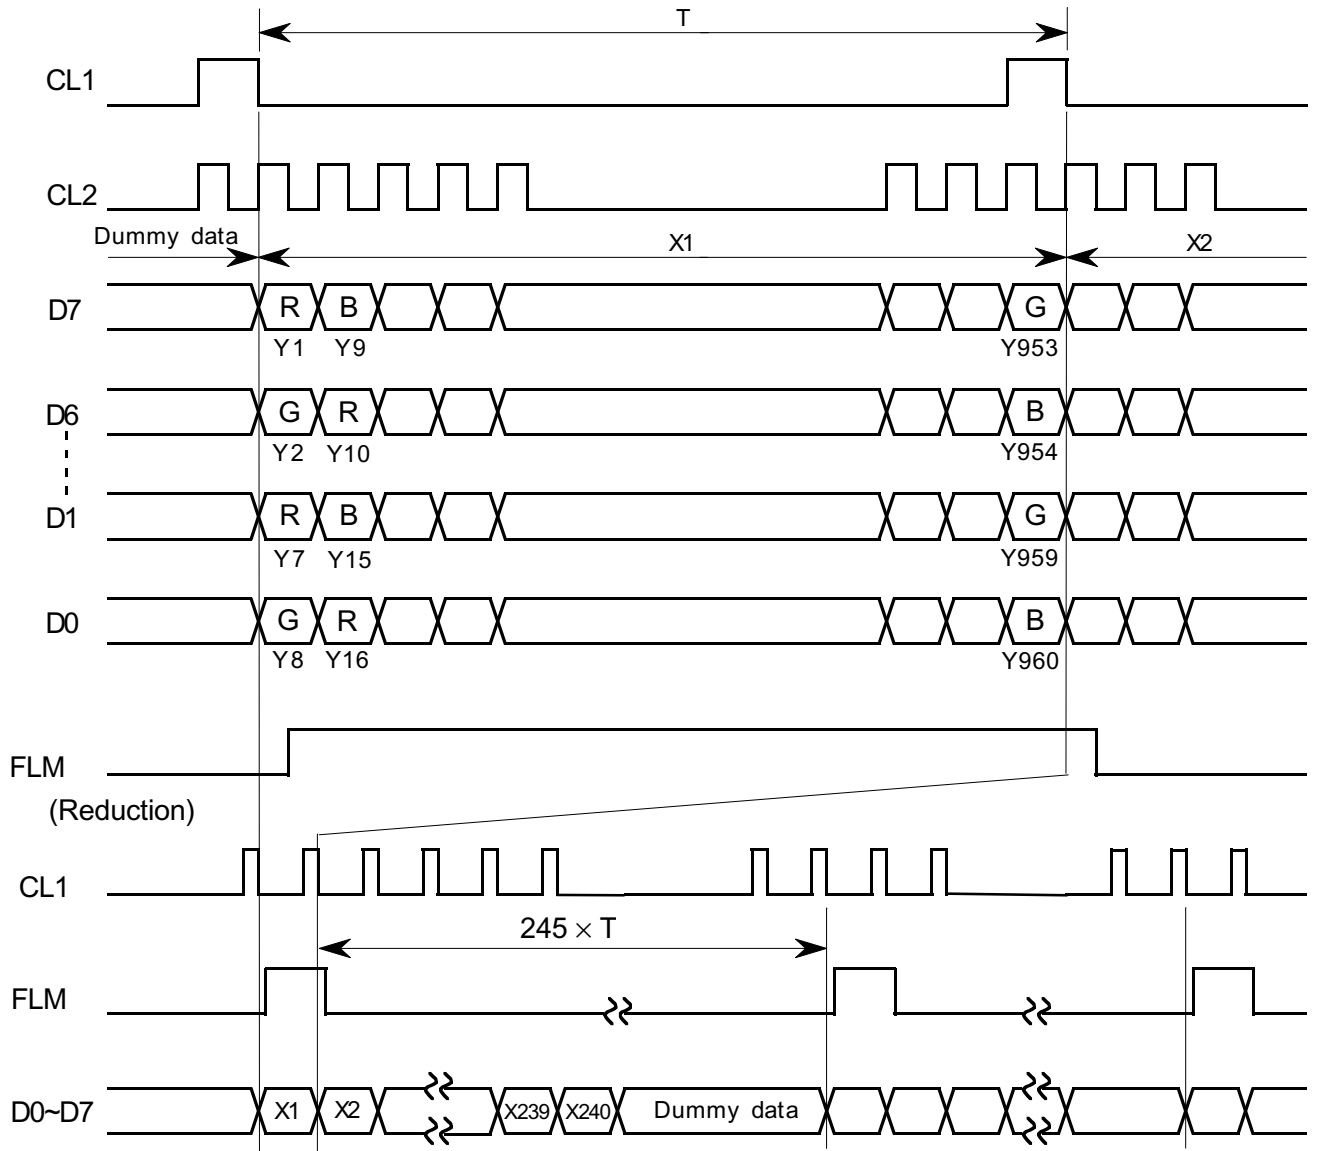 T
CL1
CL2
Dummy data
X1
X2
D7
R
B
G
Y1
Y9
Y953
D6
G
R
B
Y2
Y10
Y954
D1
R
B
G
Y7
Y15
Y959
D0
G
R
B
Y8
Y16
Y960
FLM
(Reduction)
CL1
245 × T
FLM
D0~D7
X1
X2
X239
X240
Dummy data